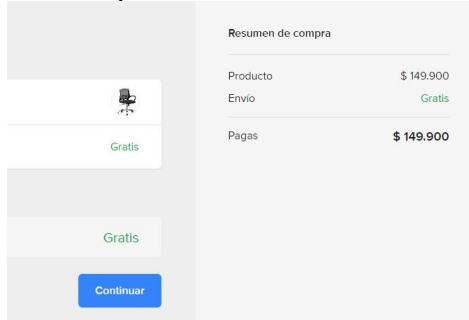 Gratis
Gratis
Continuar
Resumen de compra
Producto $ 149.900
Envío Gratis
Pagas $ 149.900